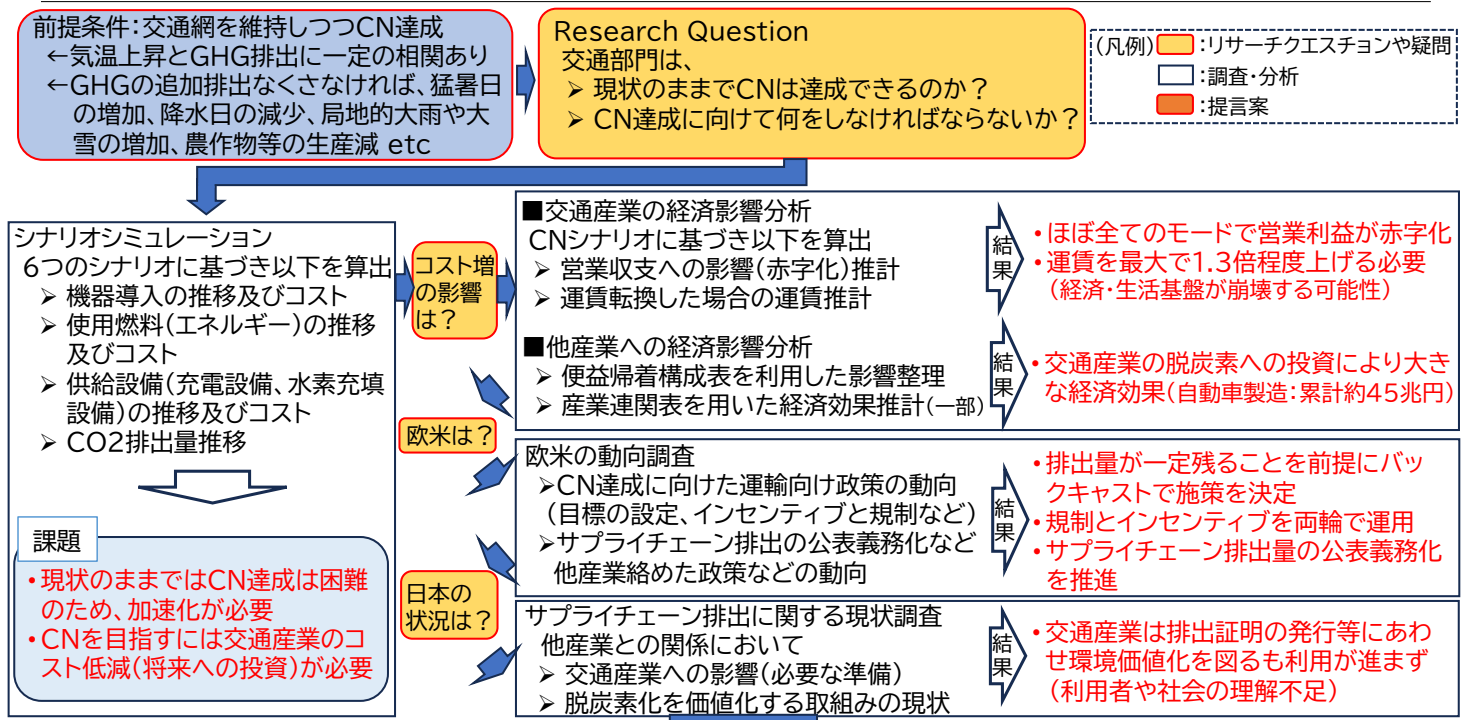 前提条件:交通網を維持しつつCN達成
←気温上昇とGHG排出に一定の相関あり
←GHGの追加排出なくさなければ、猛暑日
の増加、降水日の減少、局地的大雨や大
雪の増加、農作物等の生産減 etc
Research Question
交通部門は、
➢ 現状のままでCNは達成できるのか?
➢ CN達成に向けて何をしなければならないか?
(凡例)
:リサーチクエスチョンや疑問
:調査・分析
:提言案
シナリオシミュレーション
6つのシナリオに基づき以下を算出
➢ 機器導入の推移及びコスト
➢ 使用燃料(エネルギー)の推移
及びコスト
➢ 供給設備(充電設備、水素充填
設備)の推移及びコスト
➢ CO2排出量推移
課題
・現状のままではCN達成は困難
のため、加速化が必要
・CNを目指すには交通産業のコ
スト低減(将来への投資)が必要
コスト増
の影響
は?
■交通産業の経済影響分析
CNシナリオに基づき以下を算出
➢ 営業収支への影響(赤字化)推計
➢ 運賃転換した場合の運賃推計
結
果
・ほぼ全てのモードで営業利益が赤字化
・運賃を最大で1.3倍程度上げる必要
(経済・生活基盤が崩壊する可能性)
■他産業への経済影響分析
➢ 便益帰着構成表を利用した影響整理
➢ 産業連関表を用いた経済効果推計(一部)
結
果
・交通産業の脱炭素への投資により大き
な経済効果(自動車製造:累計約45兆円)
欧米は?
欧米の動向調査
➢CN達成に向けた運輸向け政策の動向
(目標の設定、インセンティブと規制など)
➢サプライチェーン排出の公表義務化など
他産業絡めた政策などの動向
結
果
・排出量が一定残ることを前提にバッ
クキャストで施策を決定
・規制とインセンティブを両輪で運用
・サプライチェーン排出量の公表義務化
を推進
日本の
状況は?
サプライチェーン排出に関する現状調査
他産業との関係において
➢ 交通産業への影響(必要な準備)
➢ 脱炭素化を価値化する取組みの現状
結
果
・交通産業は排出証明の発行等にあわ
せ環境価値化を図るも利用が進まず
(利用者や社会の理解不足)